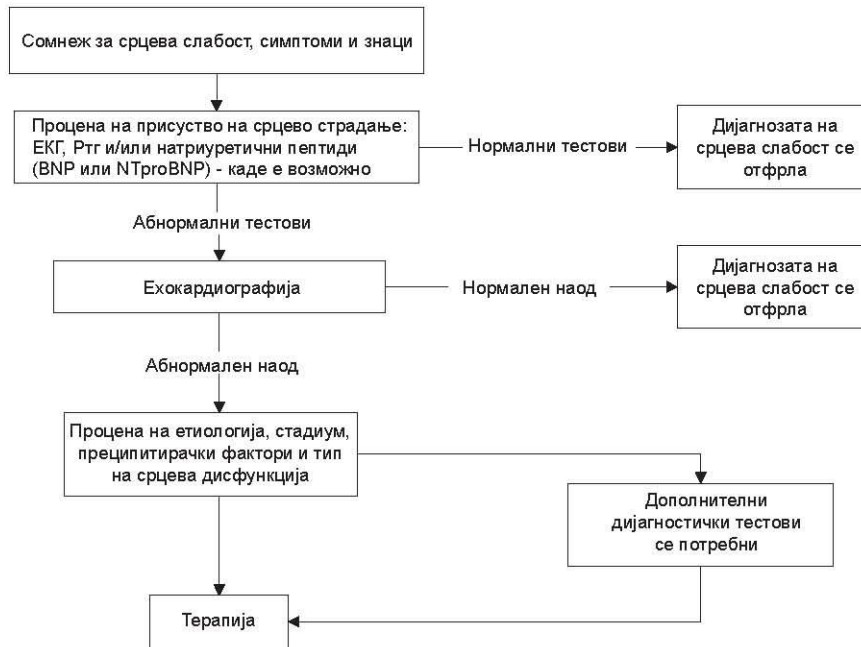 Сомнеж за срцева слабост, симптоми и знаци
Процена на присуство на срцево страдање:
ЕКГ, Ртг и/или натриуретични пептиди
(BNP или NTproBNP) - каде е возможно
Нормални тестови
Дијагнозата на
срцева слабост се
отфрла
Абнормални тестови
Ехокардиографија
Нормален наод
Дијагнозата на
срцева слабост се
отфрла
Абнормален наод
Процена на етиологија, стадиум,
преципитирачки фактори и тип
на срцева дисфункција
Дополнителни
дијагностички тестови
се потребни
Терапија